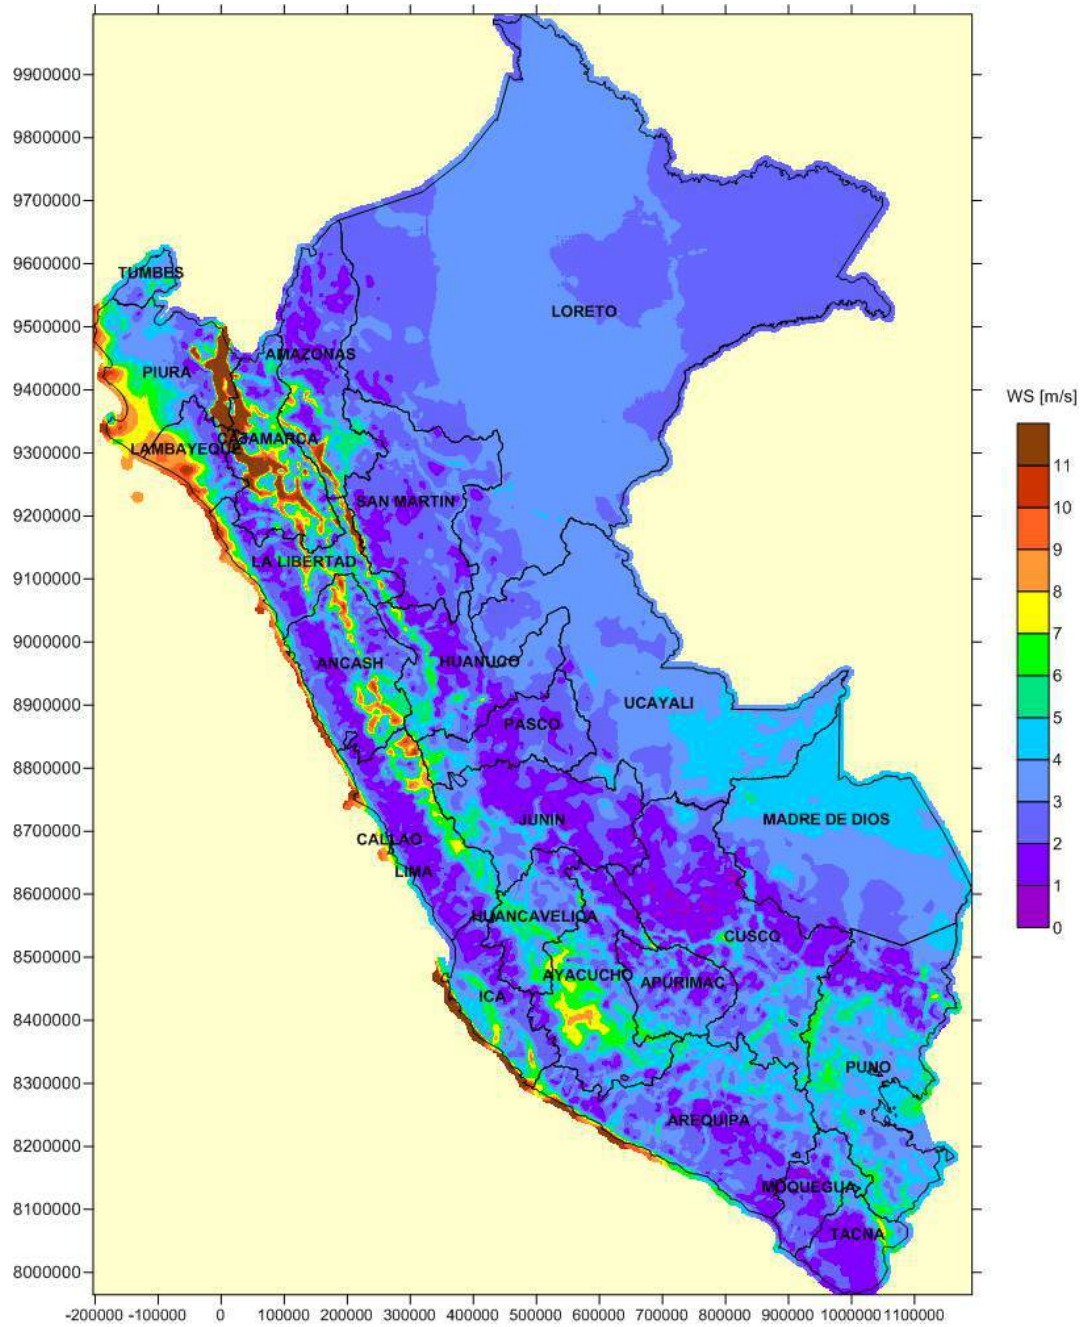 9900000
9800000
9700000
9600000
TUMBES
LORETO
9500000
AMAZONAS
PIURA
9400000
WS [m/s]
CAJAMARCA
LAMBAYEQUE
9300000
11
SAN MARTIN
10
9200000
9
LA LIBERTAD
9100000
8
7
9000000
ANCASH
HUANUCO
6
UCAYALI
8900000
PASCO
5
4
8800000
MADRE DE DIOS
JUNIN
3
8700000
CALLAO
2
LIMA
8600000
1
HUANCAVELICA
0
CUSCO
8500000
AYACUCHO
APURIMAC
ICA
8400000
PUNO
8300000
AREQUIPA
8200000
MOQUEGUA
8100000
TACNA
8000000
-200000 -100000 0 100000 200000 300000 400000 500000 600000 700000 800000 900000 1000000 1100000